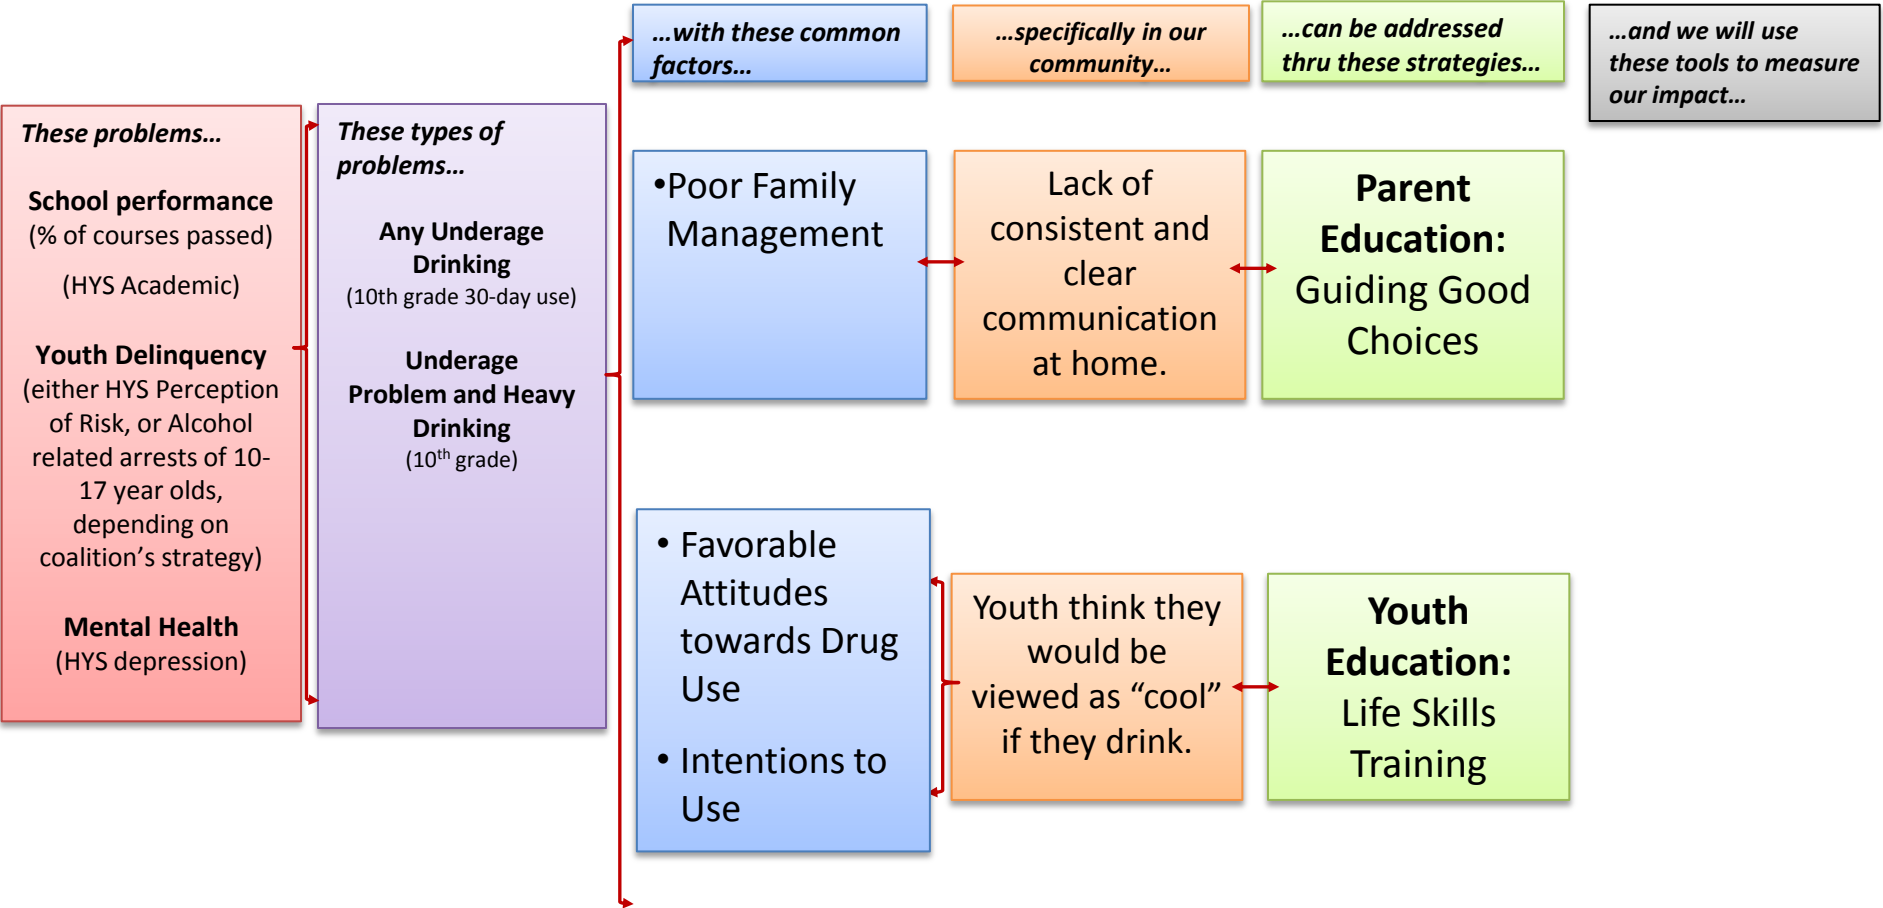 These problems…
School performance
(% of courses passed)
(HYS Academic)
Youth Delinquency
(either HYS Perception
of Risk, or Alcohol
related arrests of 10-
17 year olds,
depending on
coalition’s strategy)
Mental Health
(HYS depression)
These types of
problems…
Any Underage
Drinking
(10th grade 30-day use)
Underage
Problem and Heavy
Drinking
(10th grade)
…with these common
factors…
•Poor Family
Management
• Favorable
Attitudes
towards Drug
Use
• Intentions to
Use
…specifically in our
community…
Lack of
consistent and
clear
communication
at home.
Youth think they
would be
viewed as “cool”
if they drink.
…can be addressed
thru these strategies…
Parent
Education:
Guiding Good
Choices
Youth
Education:
Life Skills
Training
…and we will use
these tools to measure
our impact…